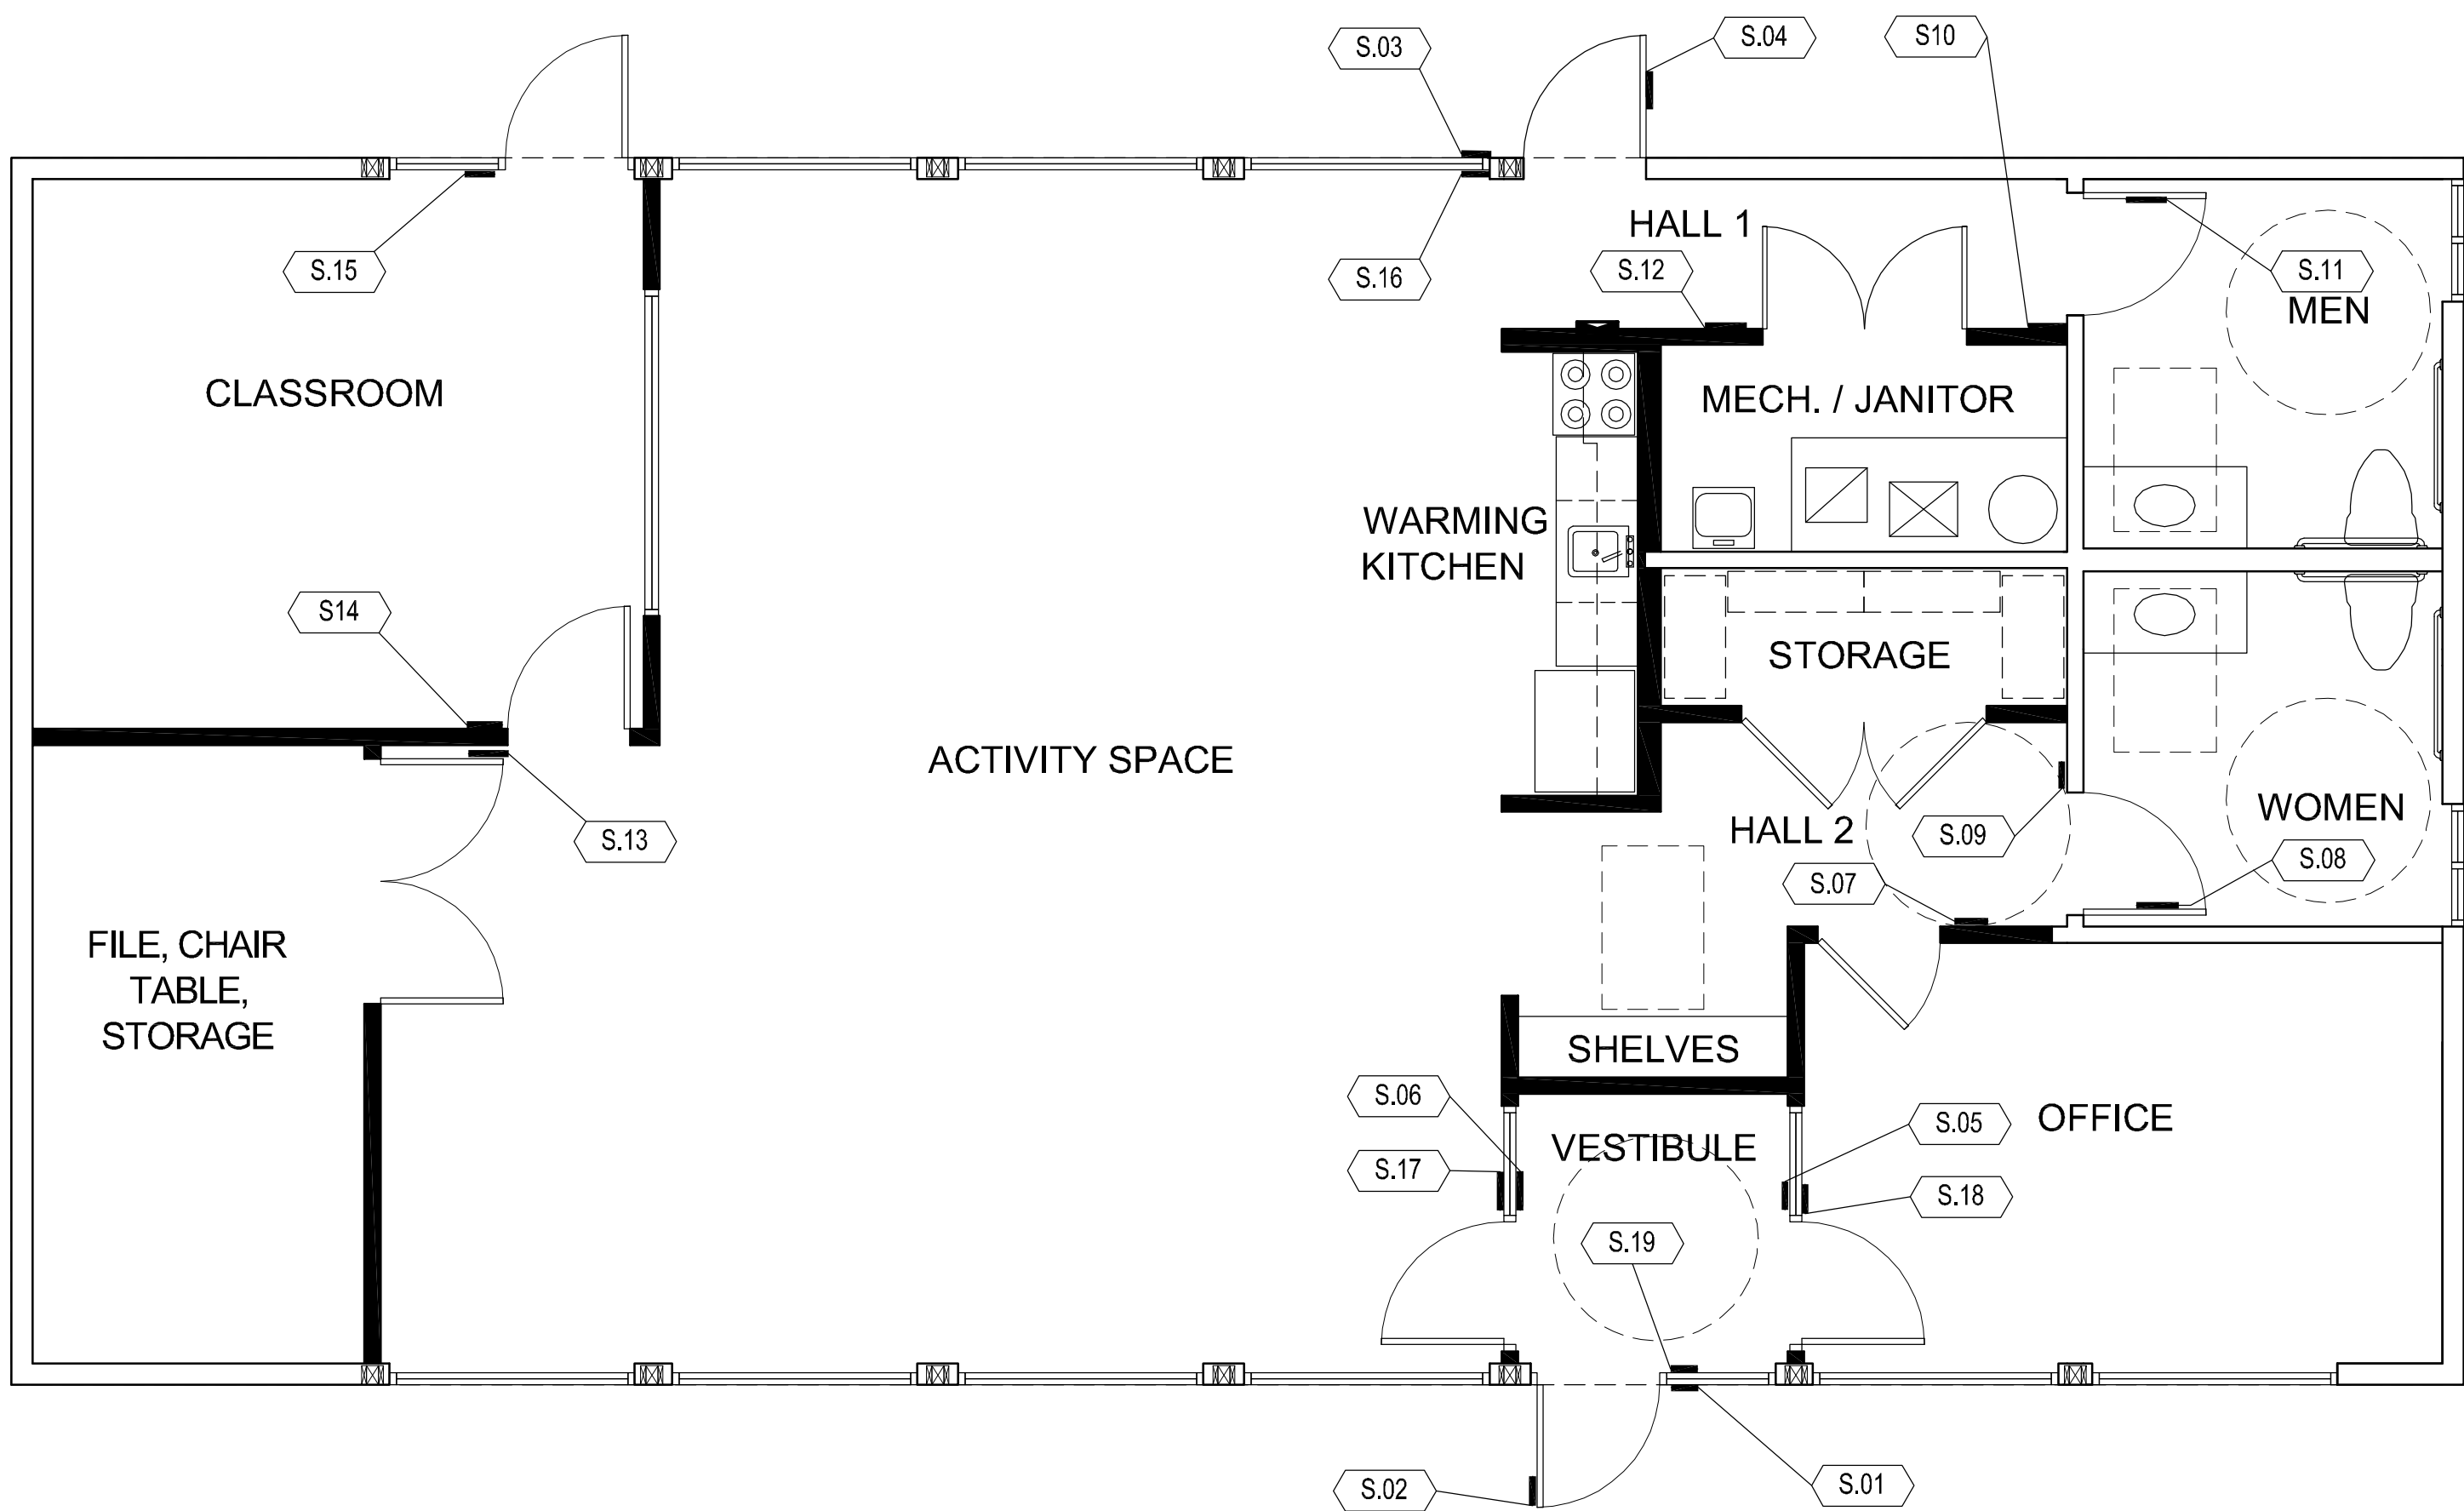 S.03
S.04
S10
HALL 1
S.15
S.16
S.12
S.11
MEN
CLASSROOM
MECH. / JANITOR
WARMING
KITCHEN
S14
STORAGE
ACTIVITY SPACE
S.13
HALL 2
S.09
WOMEN
S.07
S.08
FILE, CHAIR
TABLE,
STORAGE
SHELVES
S.06
S.17
VESTIBULE
S.05
OFFICE
S.18
S.19
S.02
S.01